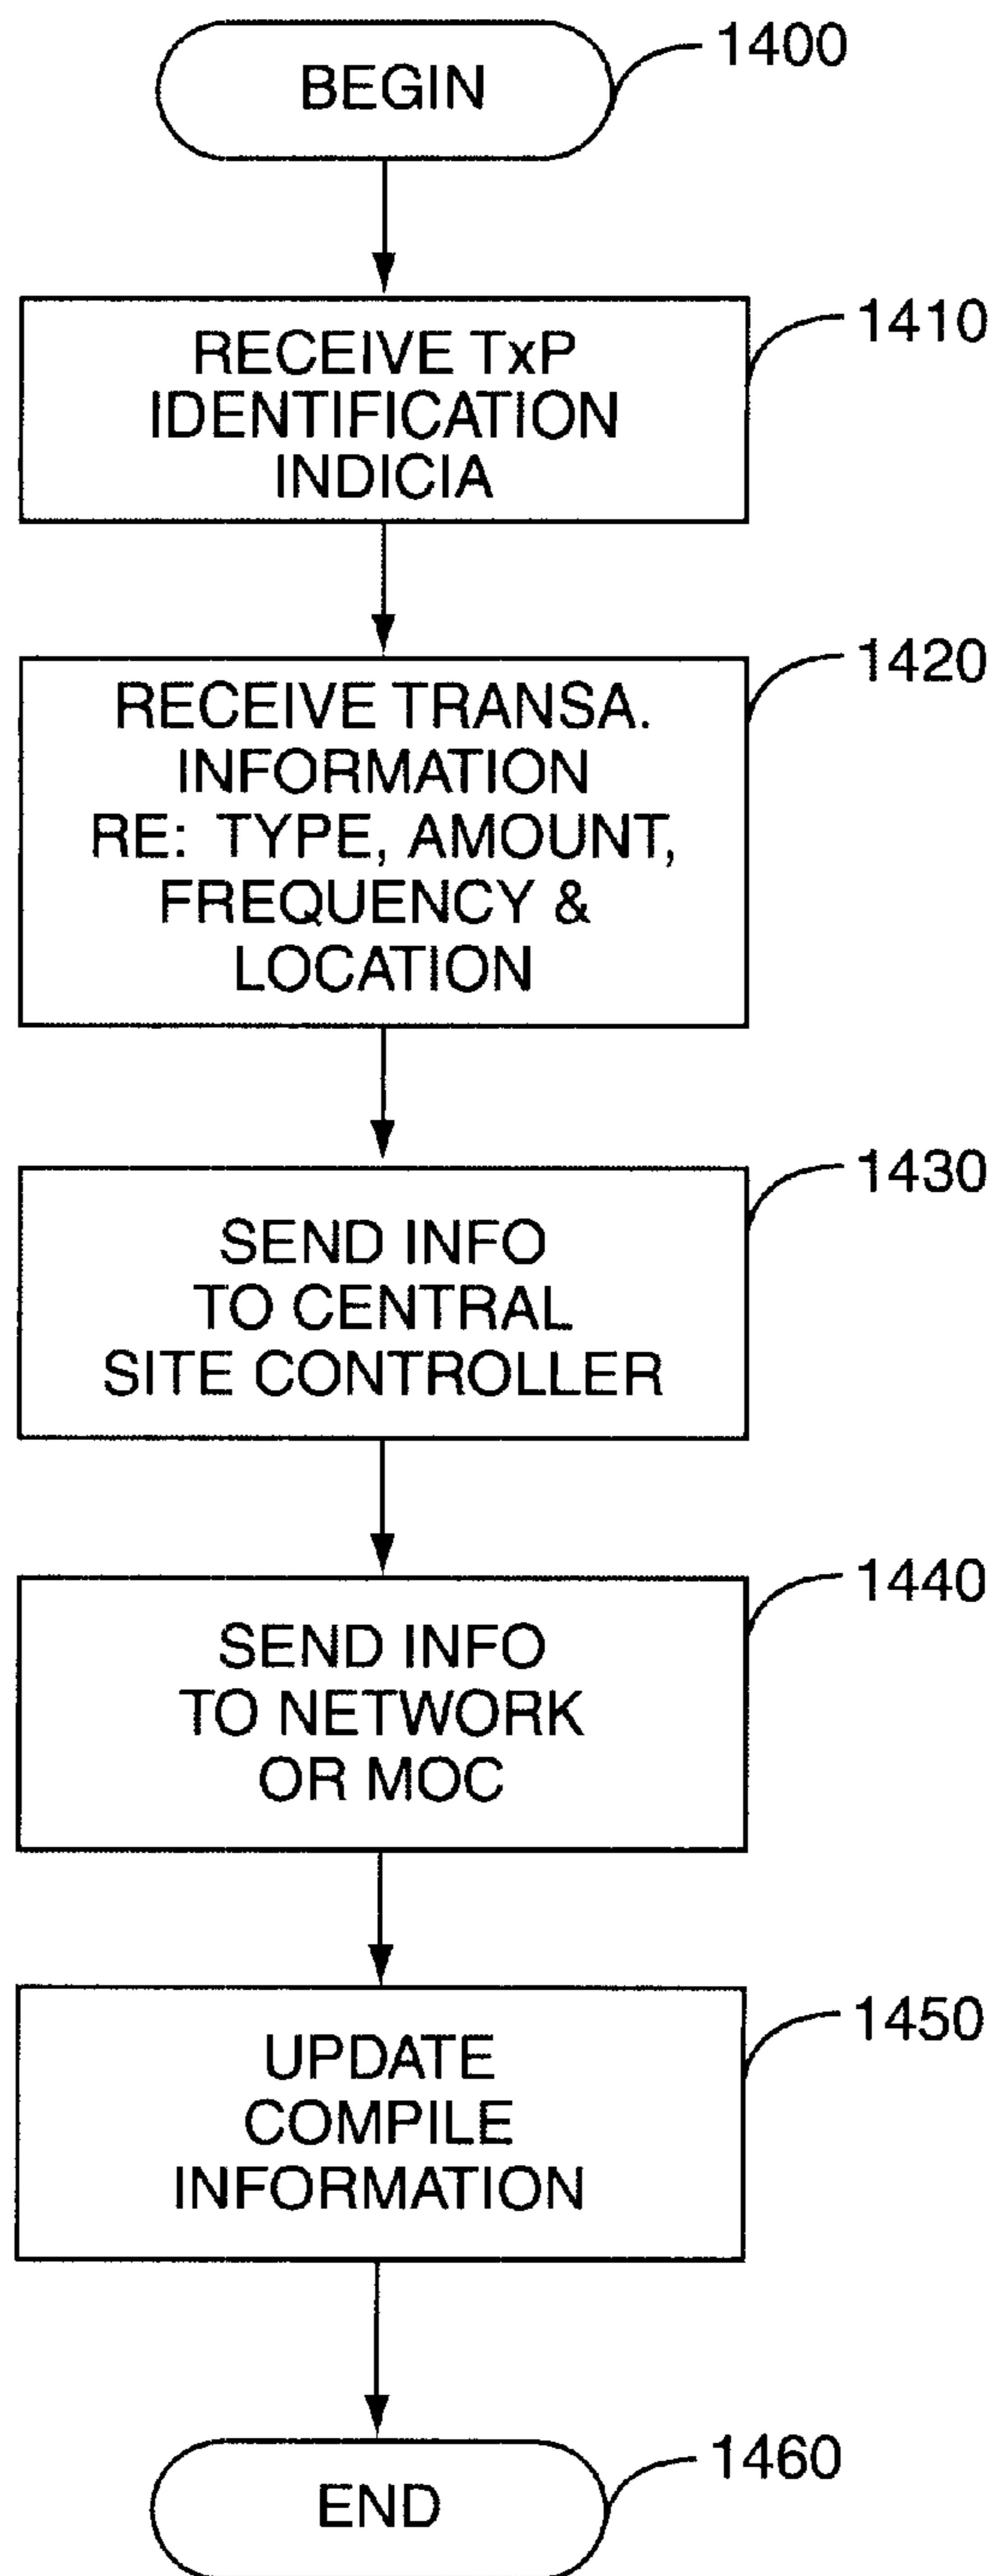 BEGIN
1400
RECEIVE TxP
IDENTIFICATION
INDICIA
1410
RECEIVE TRANSA.
INFORMATION
RE: TYPE, AMOUNT,
FREQUENCY &
LOCATION
1420
SEND INFO
TO CENTRAL
SITE CONTROLLER
1430
SEND INFO
TO NETWORK
OR MOC
1440
UPDATE
COMPILE
INFORMATION
1450
END
1460